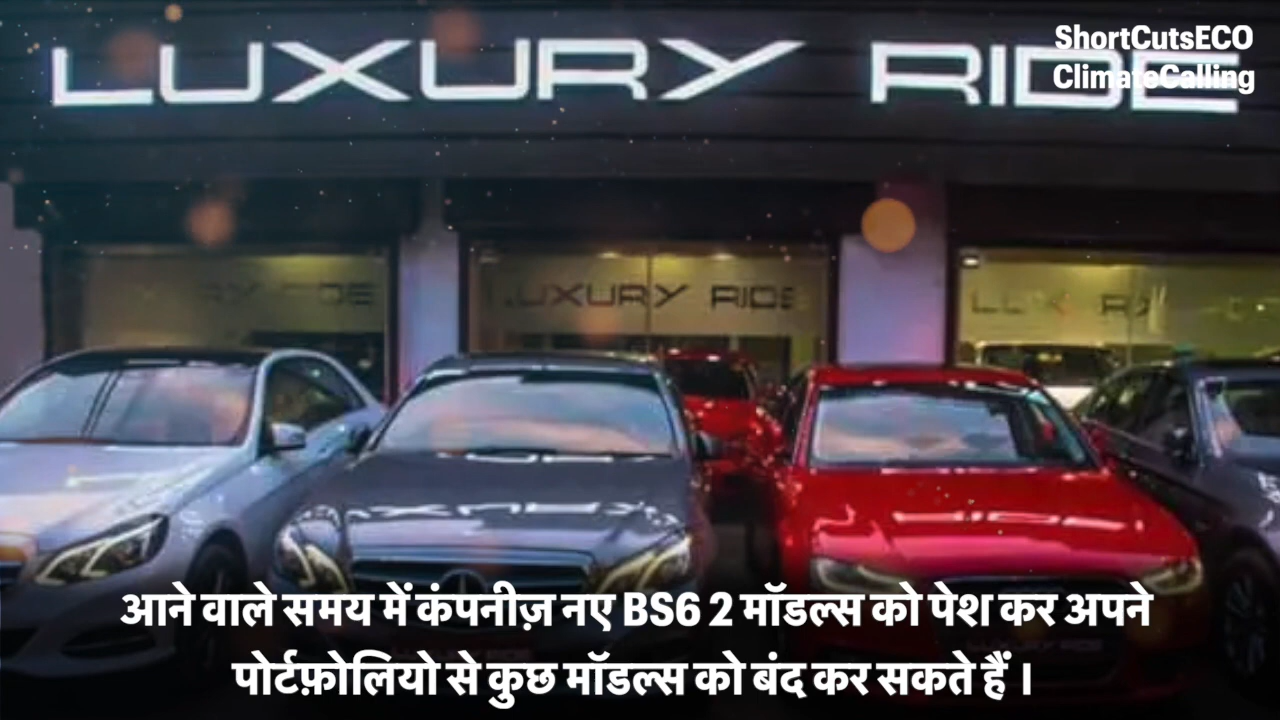 LUXURY RIDE
ShortCutsECO
ClimateCalling
LUXURY RIDE
आने वाले समय में कंपनीज़ नए BS6 2 मॉडल्स को पेश कर अपने
पोर्टफ़ोलियो से कुछ मॉडल्स को बंद कर सकते हैं ।